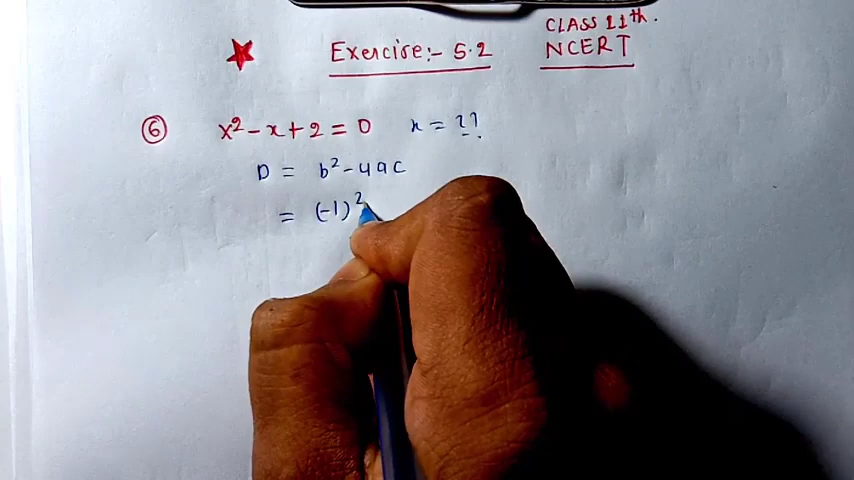 CLASS 11th.
Exercise:- 5.2 NCERT
6 x² - x + 2 = 0 x = ??
D = b² - 4ac
= (-1)²